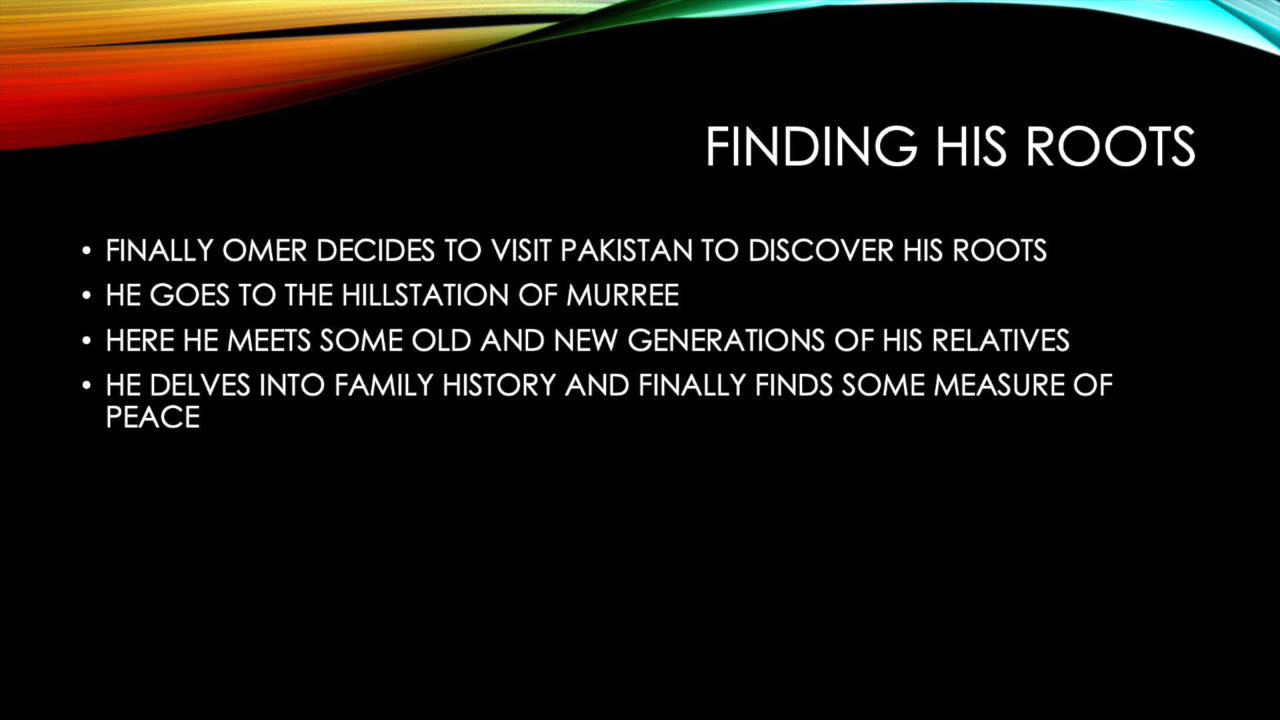 FINDING HIS ROOTS
• FINALLY OMER DECIDES TO VISIT PAKISTAN TO DISCOVER HIS ROOTS
• HE GOES TO THE HILLSTATION OF MURREE
• HERE HE MEETS SOME OLD AND NEW GENERATIONS OF HIS RELATIVES
• HE DELVES INTO FAMILY HISTORY AND FINALLY FINDS SOME MEASURE OF
PEACE